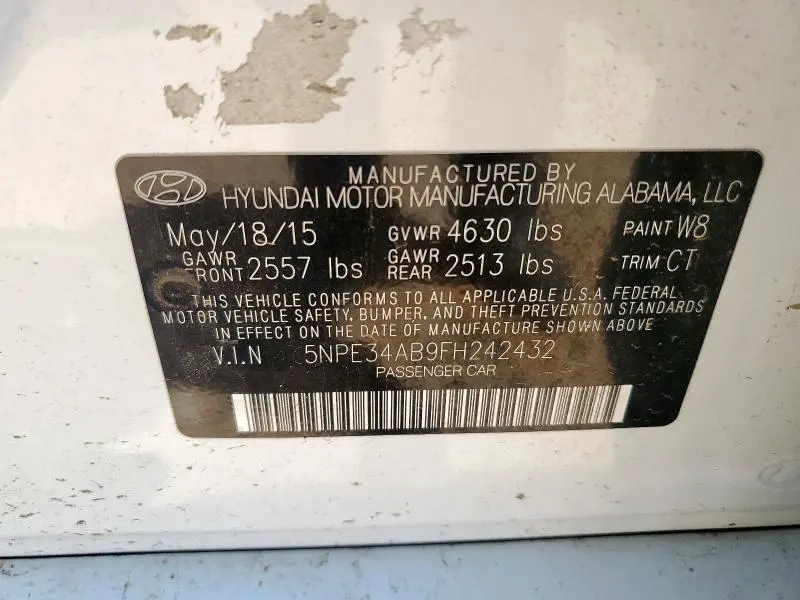 MANUFACTURED BY
HYUNDAI MOTOR MANUFACTURING ALABAMA, LLC
May/18/15 GVWR 4630 lbs PAINT W8
GAWR FRONT 2557 lbs GAWR REAR 2513 lbs TRIM CT
THIS VEHICLE CONFORMS TO ALL APPLICABLE U.S.A. FEDERAL
MOTOR VEHICLE SAFETY, BUMPER, AND THEFT PREVENTION STANDARDS
IN EFFECT ON THE DATE OF MANUFACTURE SHOWN ABOVE
V.I.N 5NPE34AB9FH242432
PASSENGER CAR